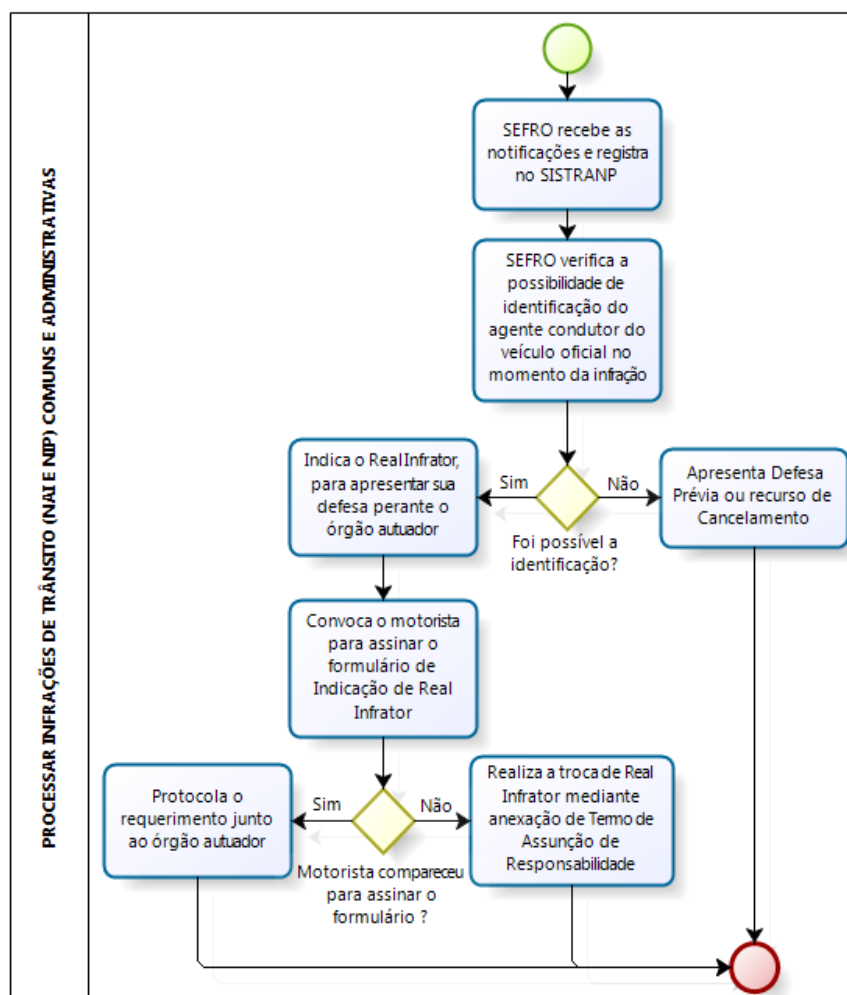 PROCESSAR INFRAÇÕES DE TRÂNSITO (NAI E NIP) COMUNS E ADMINISTRATIVAS
SEFRO recebe as
notificações e registra
no SISTRANP
SEFRO verifica a
possibilidade de
identificação do
agente condutor do
veículo oficial no
momento da infração
Foi possível a
identificação?
Sim
Não
Indica o Real Infrator,
para apresentar sua
defesa perante o
órgão autuador
Apresenta Defesa
Prévia ou recurso de
Cancelamento
Convoca o motorista
para assinar o
formulário de
Indicação de Real
Infrator
Motorista compareceu
para assinar o
formulário ?
Sim
Não
Protocola o
requerimento junto
ao órgão autuador
Realiza a troca de Real
Infrator mediante
anexação de Termo de
Assunção de
Responsabilidade